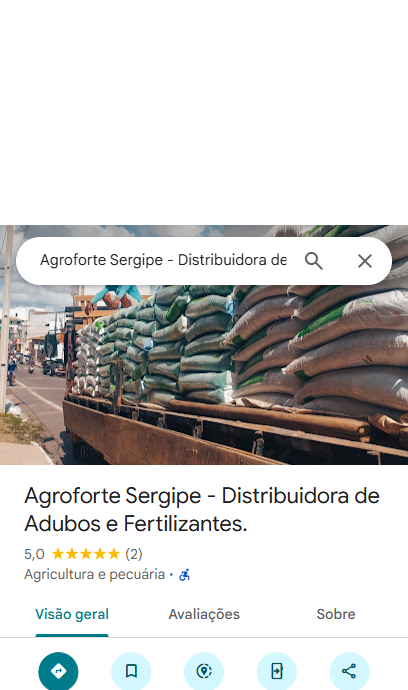 Agroforte Sergipe - Distribuidora de
Agroforte Sergipe - Distribuidora de
Adubos e Fertilizantes.
5,0 (2)
Agricultura e pecuária ·
Visão geral Avaliações Sobre